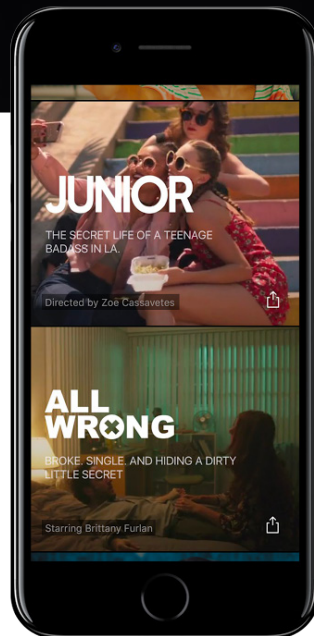 JUNIOR
THE SECRET LIFE OF A TEENAGE
BADASS IN LA.
Directed by Zoe Cassavetes
ALL
WRONG
BROKE. SINGLE. AND HIDING A DIRTY
LITTLE SECRET
Starring Brittany Furlan